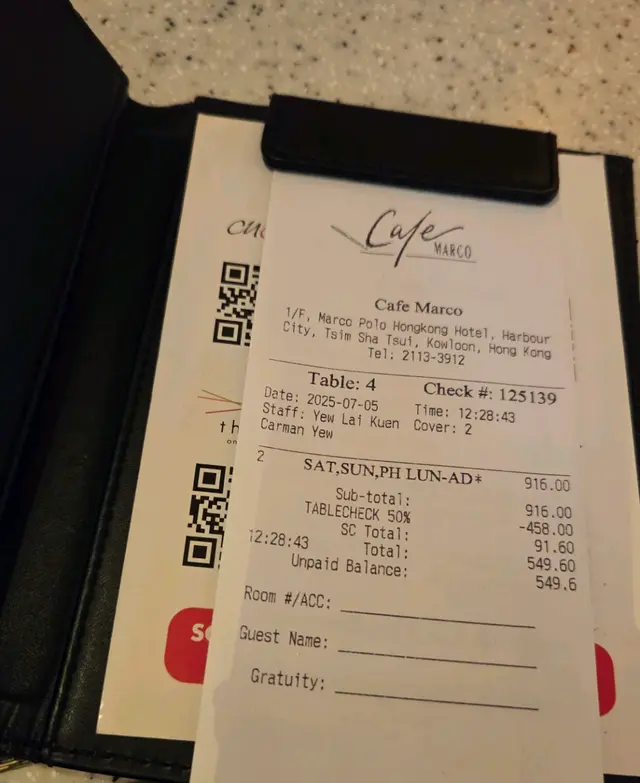 Cafe
MARCO
Cafe Marco
1/F, Marco Polo Hongkong Hotel, Harbour
City, Tsim Sha Tsui, Kowloon, Hong Kong
Tel: 2113-3912
Table: 4 Check #: 125139
Date: 2025-07-05 Time: 12:28:43
Staff: Yew Lai Kuen Cover: 2
Carman Yew
2 SAT,SUN,PH LUN-AD* 916.00
Sub-total: 916.00
TABLECHECK 50% -458.00
SC Total: 91.60
12:28:43 Total: 549.60
Unpaid Balance: 549.6
Room #/ACC:
Guest Name:
Gratuity: